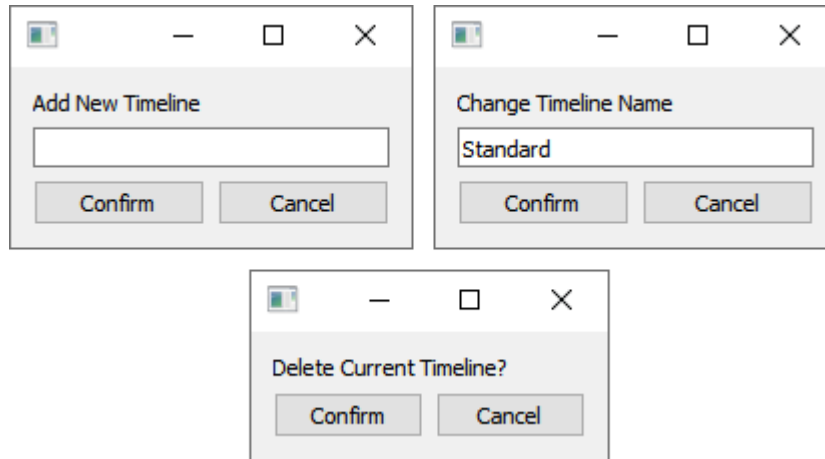 Add New Timeline
Confirm Cancel
Change Timeline Name
Standard
Confirm Cancel
Delete Current Timeline?
Confirm Cancel